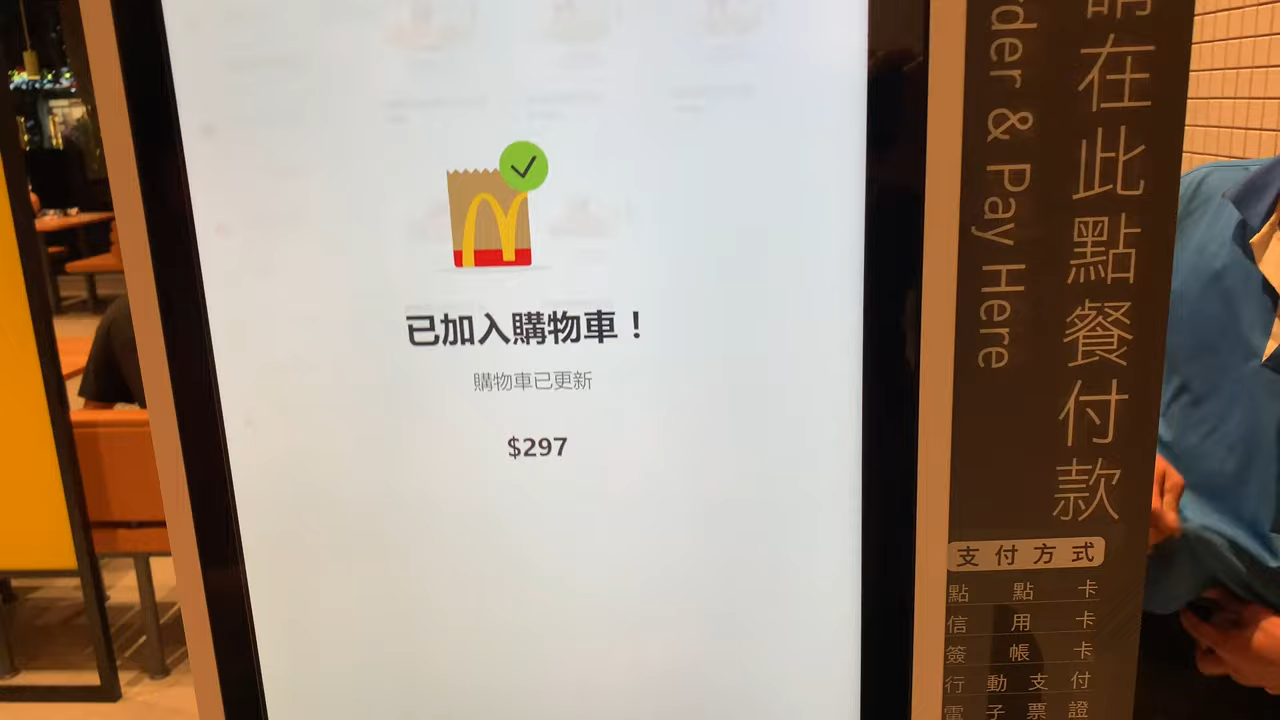 已加入購物車！
購物車已更新
$297
在此點餐付款
der & Pay Here
支付方式
點點卡
信用卡
簽帳卡
行動支付
電子票證